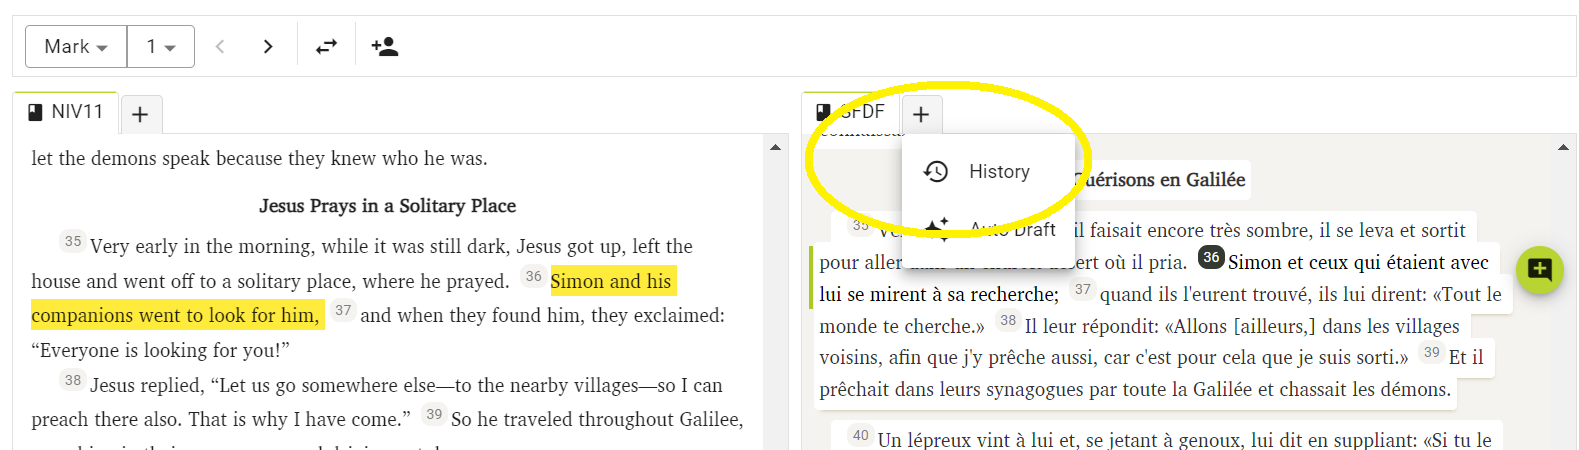 Mark
1
NIV11
let the demons speak because they knew who he was.
Jesus Prays in a Solitary Place
35 Very early in the morning, while it was still dark, Jesus got up, left the
house and went off to a solitary place, where he prayed. 36 Simon and his
companions went to look for him, 37 and when they found him, they exclaimed:
“Everyone is looking for you!”
38 Jesus replied, “Let us go somewhere else—to the nearby villages—so I can
preach there also. That is why I have come.” 39 So he traveled throughout Galilee,
SFDF
History
Auto Draft
Guérisons en Galilée
35 il faisait encore très sombre, il se leva et sortit
pour aller où il pria. 36 Simon et ceux qui étaient avec
lui se mirent à sa recherche; 37 quand ils l'eurent trouvé, ils lui dirent: «Tout le
monde te cherche.» 38 Il leur répondit: «Allons [ailleurs,] dans les villages
voisins, afin que j'y prêche aussi, car c'est pour cela que je suis sorti.» 39 Et il
prêchait dans leurs synagogues par toute la Galilée et chassait les démons.
40 Un lépreux vint à lui et, se jetant à genoux, lui dit en suppliant: «Si tu le